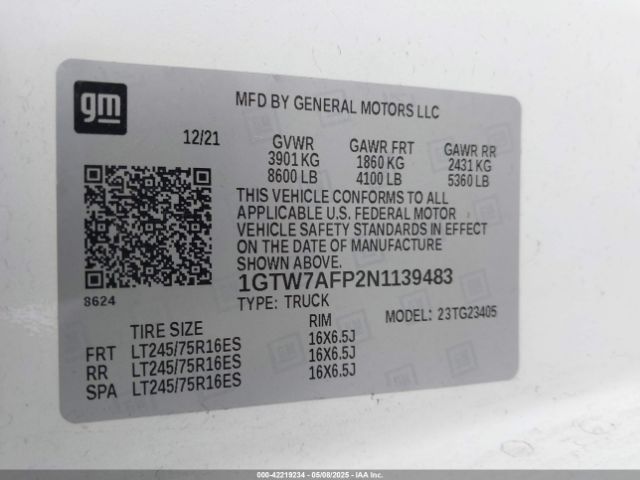 gm
MFD BY GENERAL MOTORS LLC
12/21
GVWR GAWR FRT GAWR RR
3901 KG 1860 KG 2431 KG
8600 LB 4100 LB 5360 LB
THIS VEHICLE CONFORMS TO ALL
APPLICABLE U.S. FEDERAL MOTOR
VEHICLE SAFETY STANDARDS IN EFFECT
ON THE DATE OF MANUFACTURE
SHOWN ABOVE.
8624
1GTW7AFP2N1139483
TYPE: TRUCK
MODEL: 23TG23405
TIRE SIZE RIM
FRT LT245/75R16ES 16X6.5J
RR LT245/75R16ES 16X6.5J
SPA LT245/75R16ES 16X6.5J
000-42219234 - 05/08/2025 - IAA Inc.